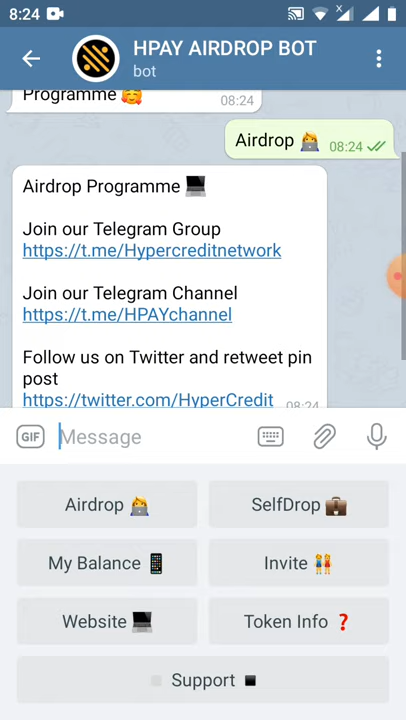 8:24
HPAY AIRDROP BOT
bot
Programme 🥰
08:24
Airdrop 👩‍💻
08:24
Airdrop Programme 💻
Join our Telegram Group
https://t.me/Hypercreditnetwork
Join our Telegram Channel
https://t.me/HPAYchannel
Follow us on Twitter and retweet pin
post
https://twitter.com/HyperCredit
08:24
GIF Message
Airdrop 👩‍💻 SelfDrop 💼
My Balance 📱 Invite 👭
Website 💻 Token Info ❓
◽ Support ◾